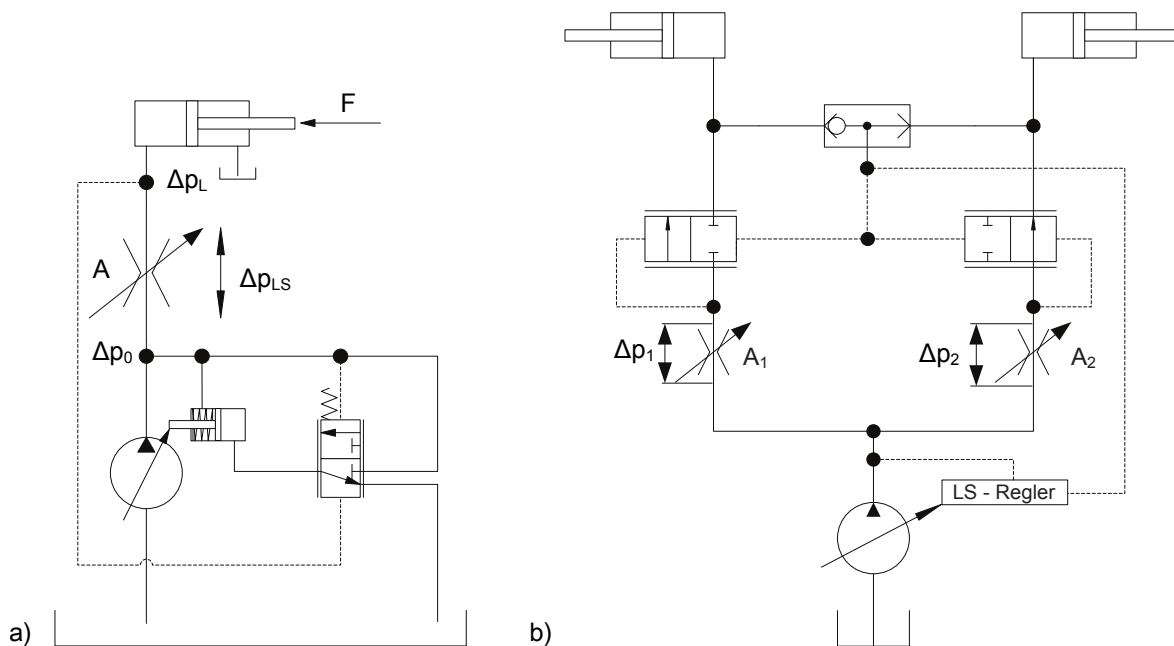 F
Δp_L
A
Δp_LS
Δp_0
a)
Δp_1
A_1
Δp_2
A_2
LS - Regler
b)